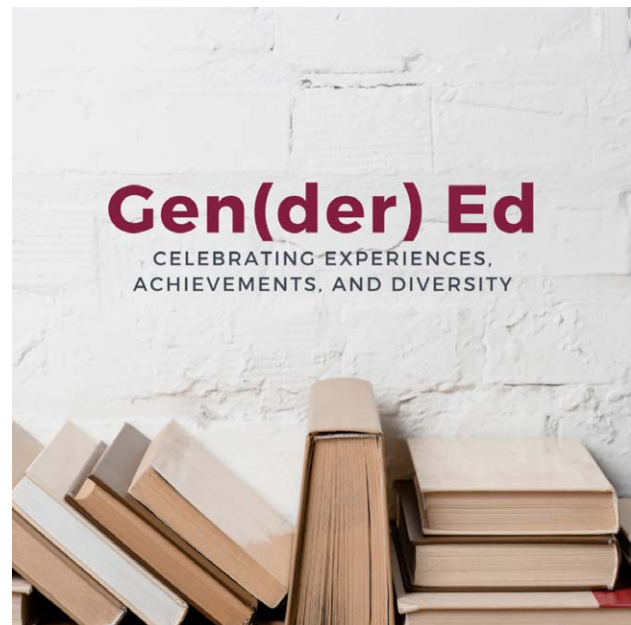 Gen(der) Ed
CELEBRATING EXPERIENCES,
ACHIEVEMENTS, AND DIVERSITY